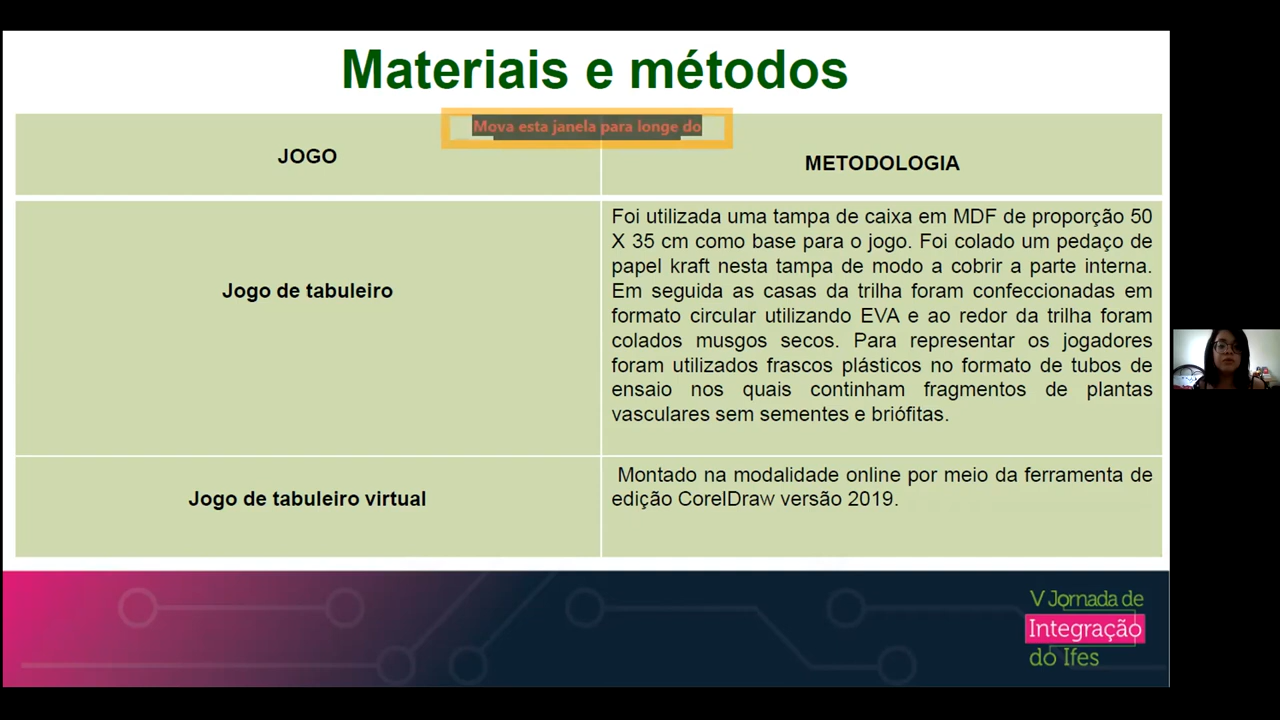 Materiais e métodos
Mova esta janela para longe do
JOGO
METODOLOGIA
Jogo de tabuleiro
Foi utilizada uma tampa de caixa em MDF de proporção 50
X 35 cm como base para o jogo. Foi colado um pedaço de
papel kraft nesta tampa de modo a cobrir a parte interna.
Em seguida as casas da trilha foram confeccionadas em
formato circular utilizando EVA e ao redor da trilha foram
colados musgos secos. Para representar os jogadores
foram utilizados frascos plásticos no formato de tubos de
ensaio nos quais continham fragmentos de plantas
vasculares sem sementes e briófitas.
Jogo de tabuleiro virtual
Montado na modalidade online por meio da ferramenta de
edição CorelDraw versão 2019.
V Jornada de
Integração
do Ifes